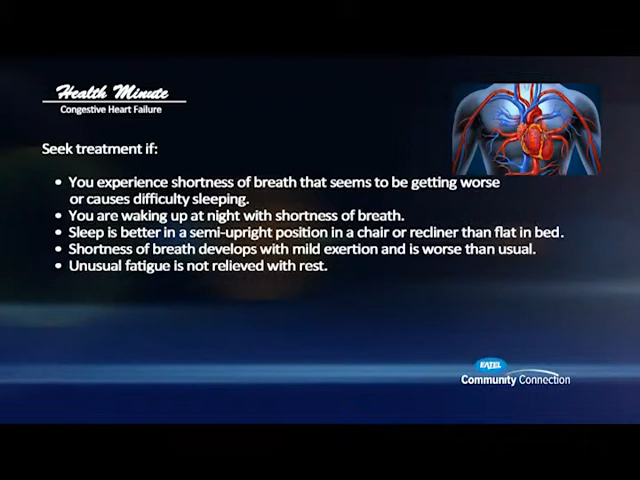 Health Minute
Congestive Heart Failure
Seek treatment if:
• You experience shortness of breath that seems to be getting worse
or causes difficulty sleeping.
• You are waking up at night with shortness of breath.
• Sleep is better in a semi-upright position in a chair or recliner than flat in bed.
• Shortness of breath develops with mild exertion and is worse than usual.
• Unusual fatigue is not relieved with rest.
EATEL
Community Connection